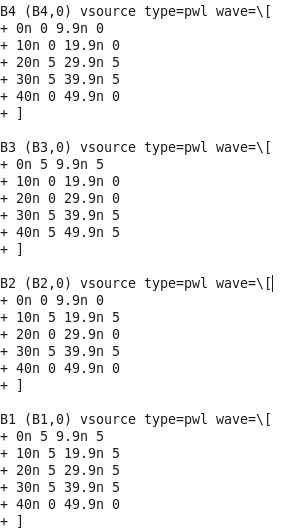 B4 (B4,0) vsource type=pwl wave=\[
+ 0n 0 9.9n 0
+ 10n 0 19.9n 0
+ 20n 5 29.9n 5
+ 30n 5 39.9n 5
+ 40n 0 49.9n 0
+ ]
B3 (B3,0) vsource type=pwl wave=\[
+ 0n 5 9.9n 5
+ 10n 0 19.9n 0
+ 20n 0 29.9n 0
+ 30n 5 39.9n 5
+ 40n 5 49.9n 5
+ ]
B2 (B2,0) vsource type=pwl wave=\[
+ 0n 0 9.9n 0
+ 10n 5 19.9n 5
+ 20n 0 29.9n 0
+ 30n 5 39.9n 5
+ 40n 0 49.9n 0
+ ]
B1 (B1,0) vsource type=pwl wave=\[
+ 0n 5 9.9n 5
+ 10n 5 19.9n 5
+ 20n 5 29.9n 5
+ 30n 5 39.9n 5
+ 40n 0 49.9n 0
+ ]